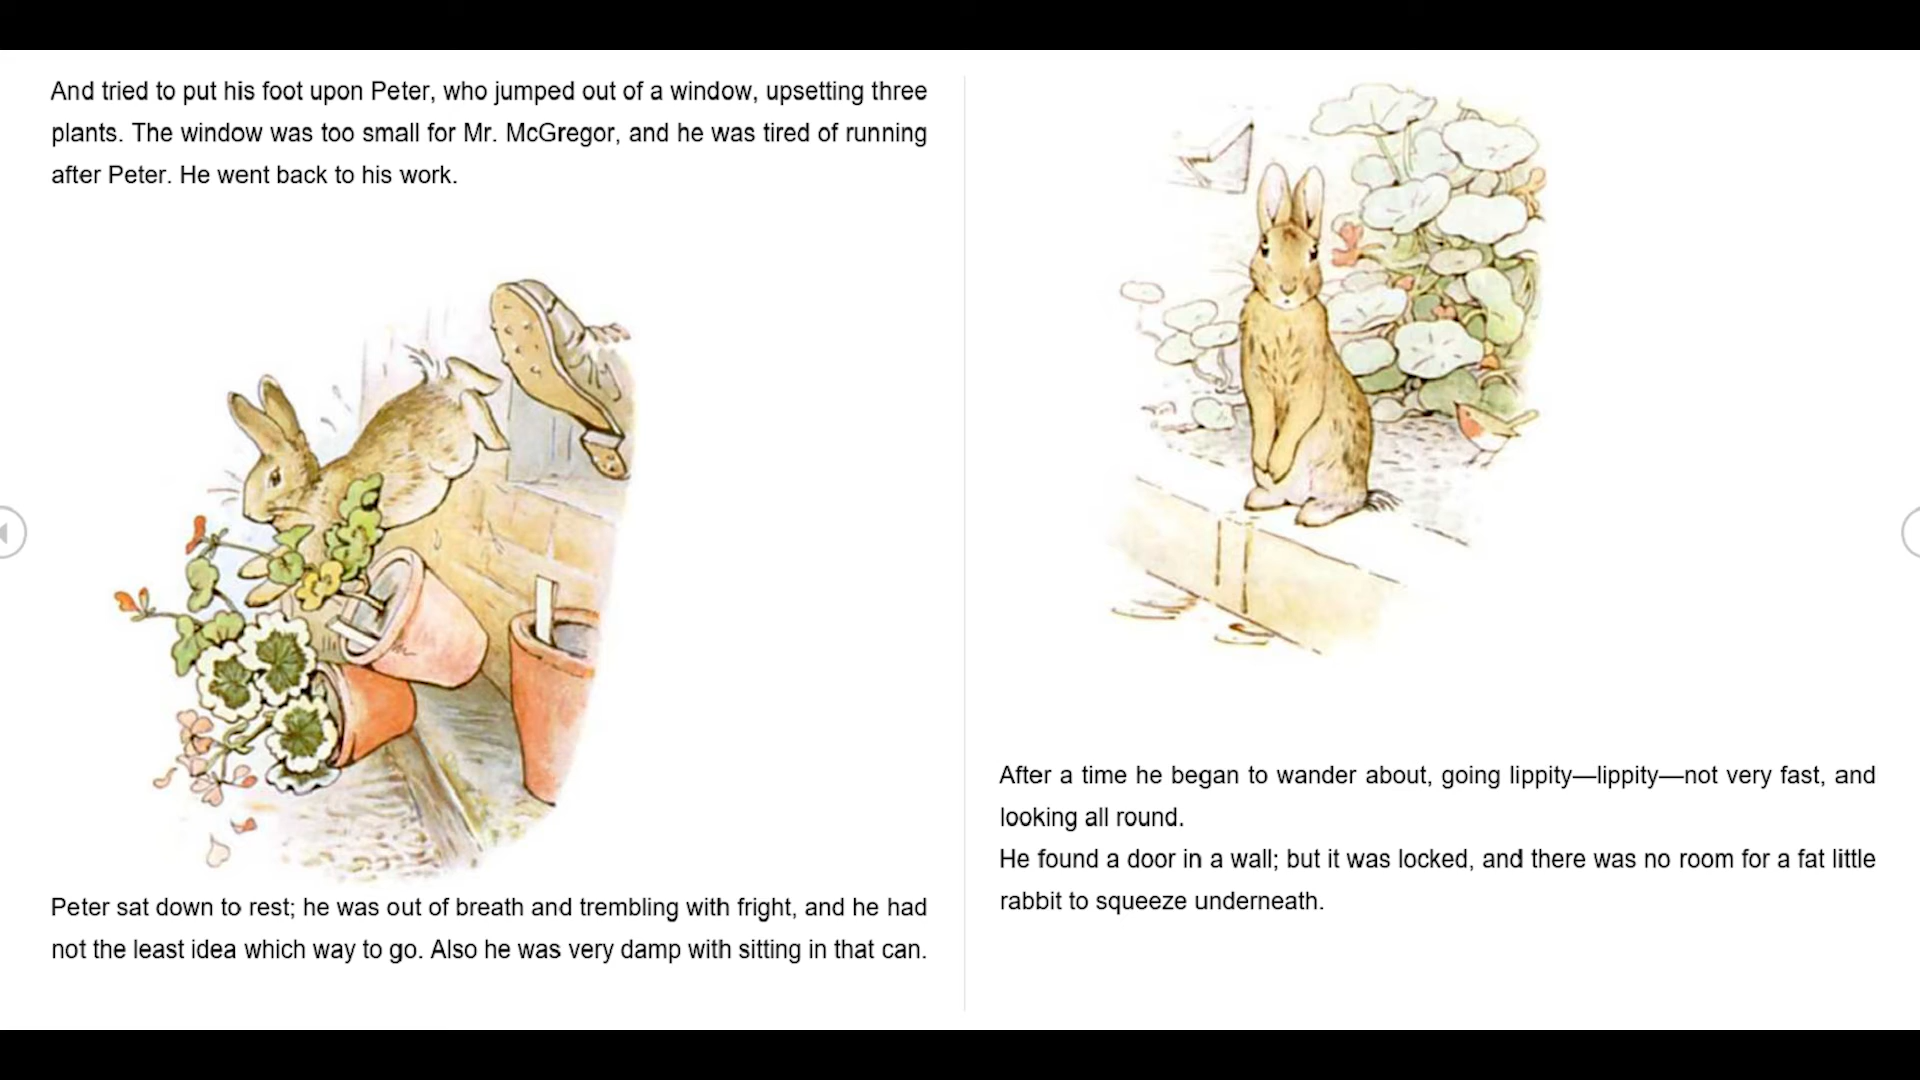 And tried to put his foot upon Peter, who jumped out of a window, upsetting three
plants. The window was too small for Mr. McGregor, and he was tired of running
after Peter. He went back to his work.
Peter sat down to rest; he was out of breath and trembling with fright, and he had
not the least idea which way to go. Also he was very damp with sitting in that can.
After a time he began to wander about, going lippity—lippity—not very fast, and
looking all round.
He found a door in a wall; but it was locked, and there was no room for a fat little
rabbit to squeeze underneath.